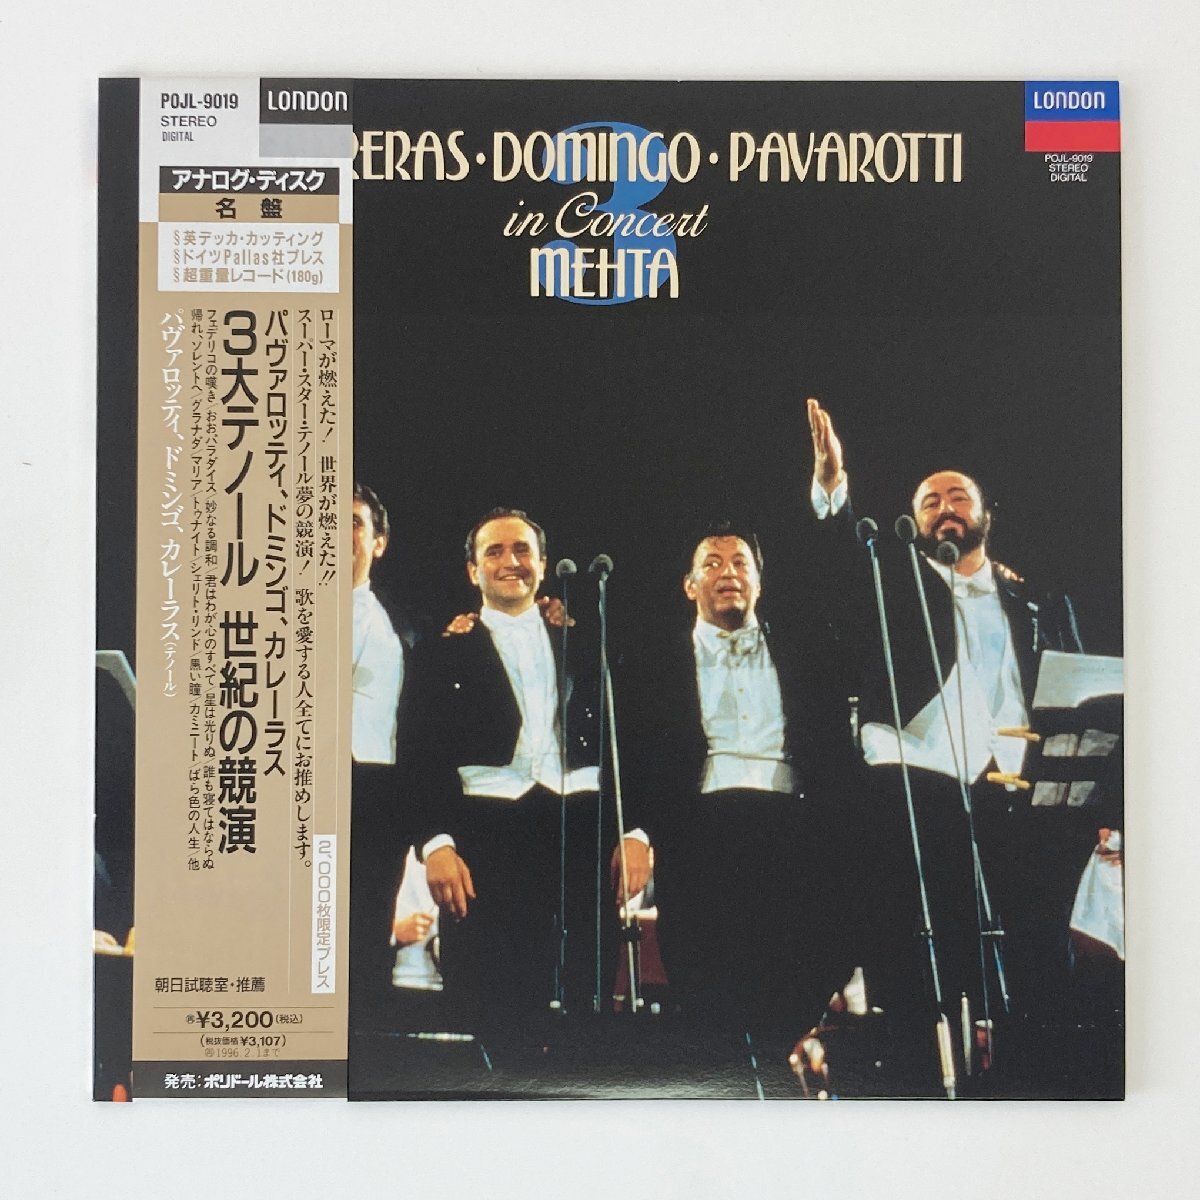 POJL-9019
STEREO
DIGITAL
LONDON
アナログ・ディスク
名盤
§英デッカ・カッティング
§ドイツPallas社プレス
§超重量レコード(180g)
ローマが燃えた! 世界が燃えた!!
スーパー・スター・テノール夢の競演! 歌を愛する人全てにお推めします。
パヴァロッティ、ドミンゴ、カレーラス
3大テノール 世紀の競演
フェデリコの嘆き/おお、パラダイス/妙なる調和/君はわが心のすべて/星は光りぬ/誰も寝てはならぬ
帰れ、ソレントへ/グラナダ/マリア/トゥナイト/シェリト・リンド/黒い瞳/カミニート/ばら色の人生/他
パヴァロッティ、ドミンゴ、カレーラス(テノール)
2,000枚限定プレス
朝日試聴室・推薦
¥3,200(税込)
(税抜価格¥3,107)
1996.2.1まで
発売:ポリドール株式会社
RERAS・DOMINGO・PAVAROTTI
3
in Concert
MEHTA
LONDON
POJL-9019
STEREO
DIGITAL